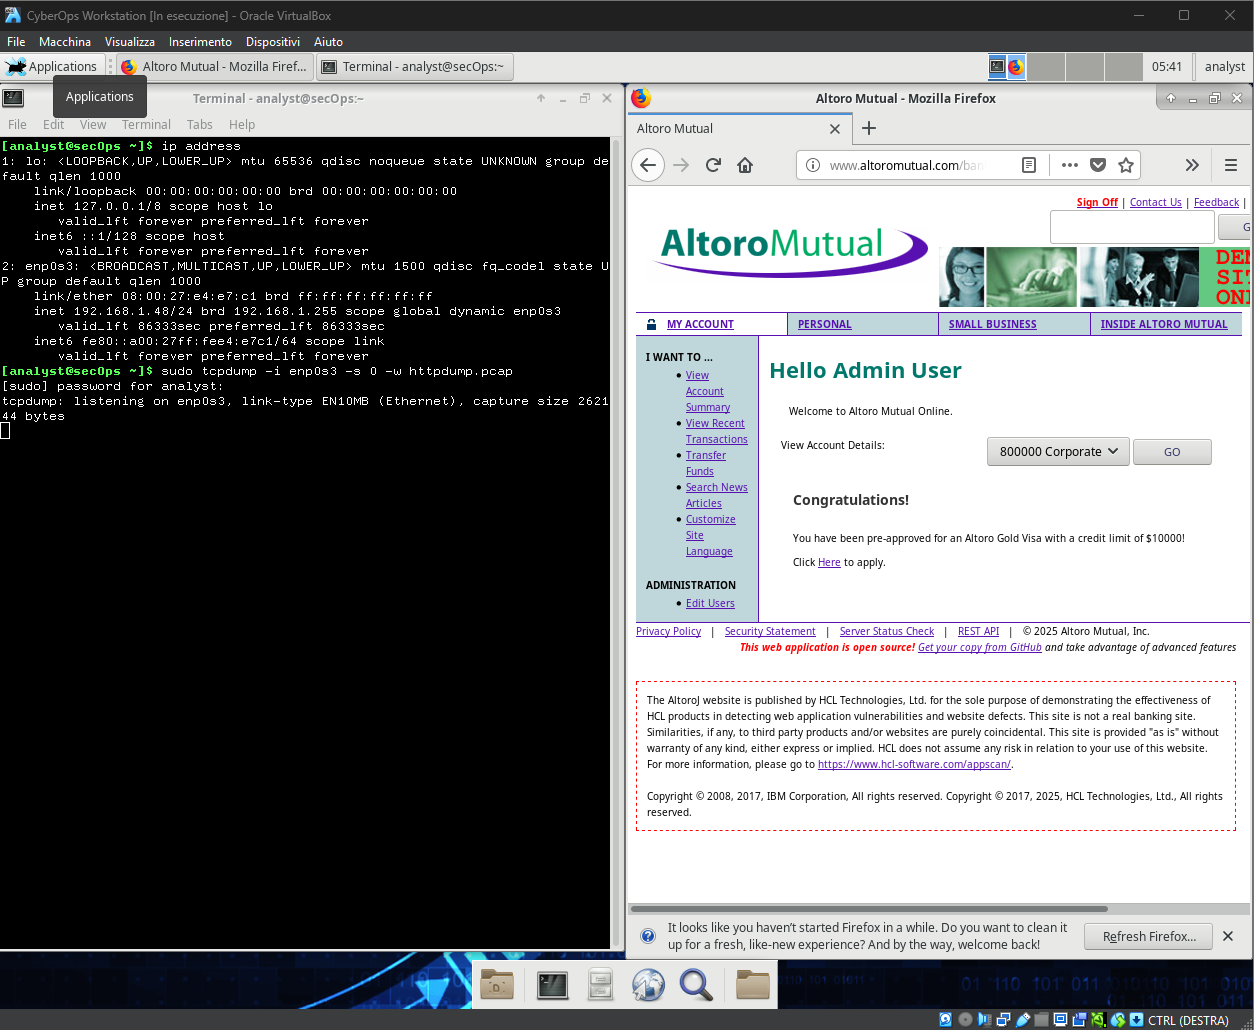 CyberOps Workstation [In esecuzione] - Oracle VirtualBox
File Macchina Visualizza Inserimento Dispositivi Aiuto
Applications Altoro Mutual - Mozilla Firef... Terminal - analyst@secOps:~ 05:41 analyst
Applications
Terminal - analyst@secOps:~
File Edit View Terminal Tabs Help
[analyst@secOps ~]$ ip address
1: lo: <LOOPBACK,UP,LOWER_UP> mtu 65536 qdisc noqueue state UNKNOWN group de
fault qlen 1000
link/loopback 00:00:00:00:00:00 brd 00:00:00:00:00:00
inet 127.0.0.1/8 scope host lo
valid_lft forever preferred_lft forever
inet6 ::1/128 scope host
valid_lft forever preferred_lft forever
2: enp0s3: <BROADCAST,MULTICAST,UP,LOWER_UP> mtu 1500 qdisc fq_codel state U
P group default qlen 1000
link/ether 08:00:27:e4:e7:c1 brd ff:ff:ff:ff:ff:ff
inet 192.168.1.48/24 brd 192.168.1.255 scope global dynamic enp0s3
valid_lft 86333sec preferred_lft 86333sec
inet6 fe80::a00:27ff:fee4:e7c1/64 scope link
valid_lft forever preferred_lft forever
[analyst@secOps ~]$ sudo tcpdump -i enp0s3 -s 0 -w httpdump.pcap
[sudo] password for analyst:
tcpdump: listening on enp0s3, link-type EN10MB (Ethernet), capture size 2621
44 bytes
Altoro Mutual - Mozilla Firefox
Altoro Mutual
www.altoromutual.com/ban
Sign Off | Contact Us | Feedback |
G
AltoroMutual
DEM
SIT
ONL
MY ACCOUNT PERSONAL SMALL BUSINESS INSIDE ALTORO MUTUAL
I WANT TO ...
View
Account
Summary
View Recent
Transactions
Transfer
Funds
Search News
Articles
Customize
Site
Language
ADMINISTRATION
Edit Users
Hello Admin User
Welcome to Altoro Mutual Online.
View Account Details: 800000 Corporate GO
Congratulations!
You have been pre-approved for an Altoro Gold Visa with a credit limit of $10000!
Click Here to apply.
Privacy Policy | Security Statement | Server Status Check | REST API | © 2025 Altoro Mutual, Inc.
This web application is open source! Get your copy from GitHub and take advantage of advanced features
The AltoroJ website is published by HCL Technologies, Ltd. for the sole purpose of demonstrating the effectiveness of
HCL products in detecting web application vulnerabilities and website defects. This site is not a real banking site.
Similarities, if any, to third party products and/or websites are purely coincidental. This site is provided "as is" without
warranty of any kind, either express or implied. HCL does not assume any risk in relation to your use of this website.
For more information, please go to https://www.hcl-software.com/appscan/.
Copyright © 2008, 2017, IBM Corporation, All rights reserved. Copyright © 2017, 2025, HCL Technologies, Ltd., All rights
reserved.
It looks like you haven't started Firefox in a while. Do you want to clean it
up for a fresh, like-new experience? And by the way, welcome back!
Refresh Firefox...
CTRL (DESTRA)